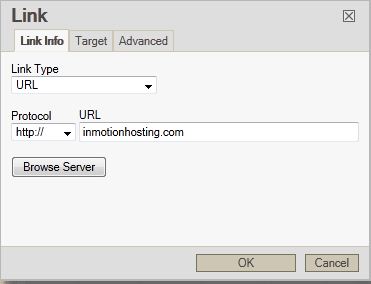 Link
Link Info Target Advanced
Link Type
URL
Protocol URL
http:// inmotionhosting.com
Browse Server
OK Cancel